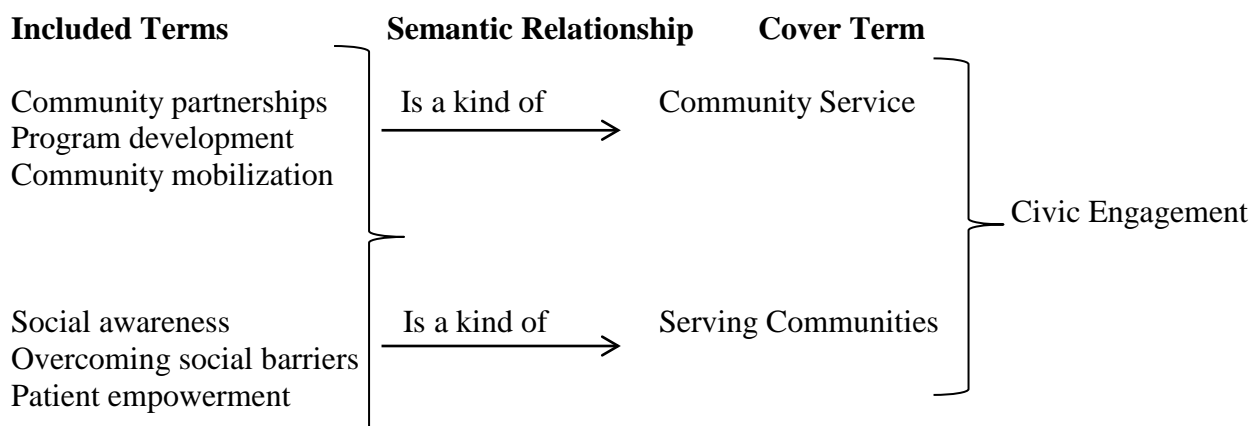 Included Terms Semantic Relationship Cover Term
Community partnerships Is a kind of Community Service
Program development
Community mobilization
Civic Engagement
Social awareness Is a kind of Serving Communities
Overcoming social barriers
Patient empowerment